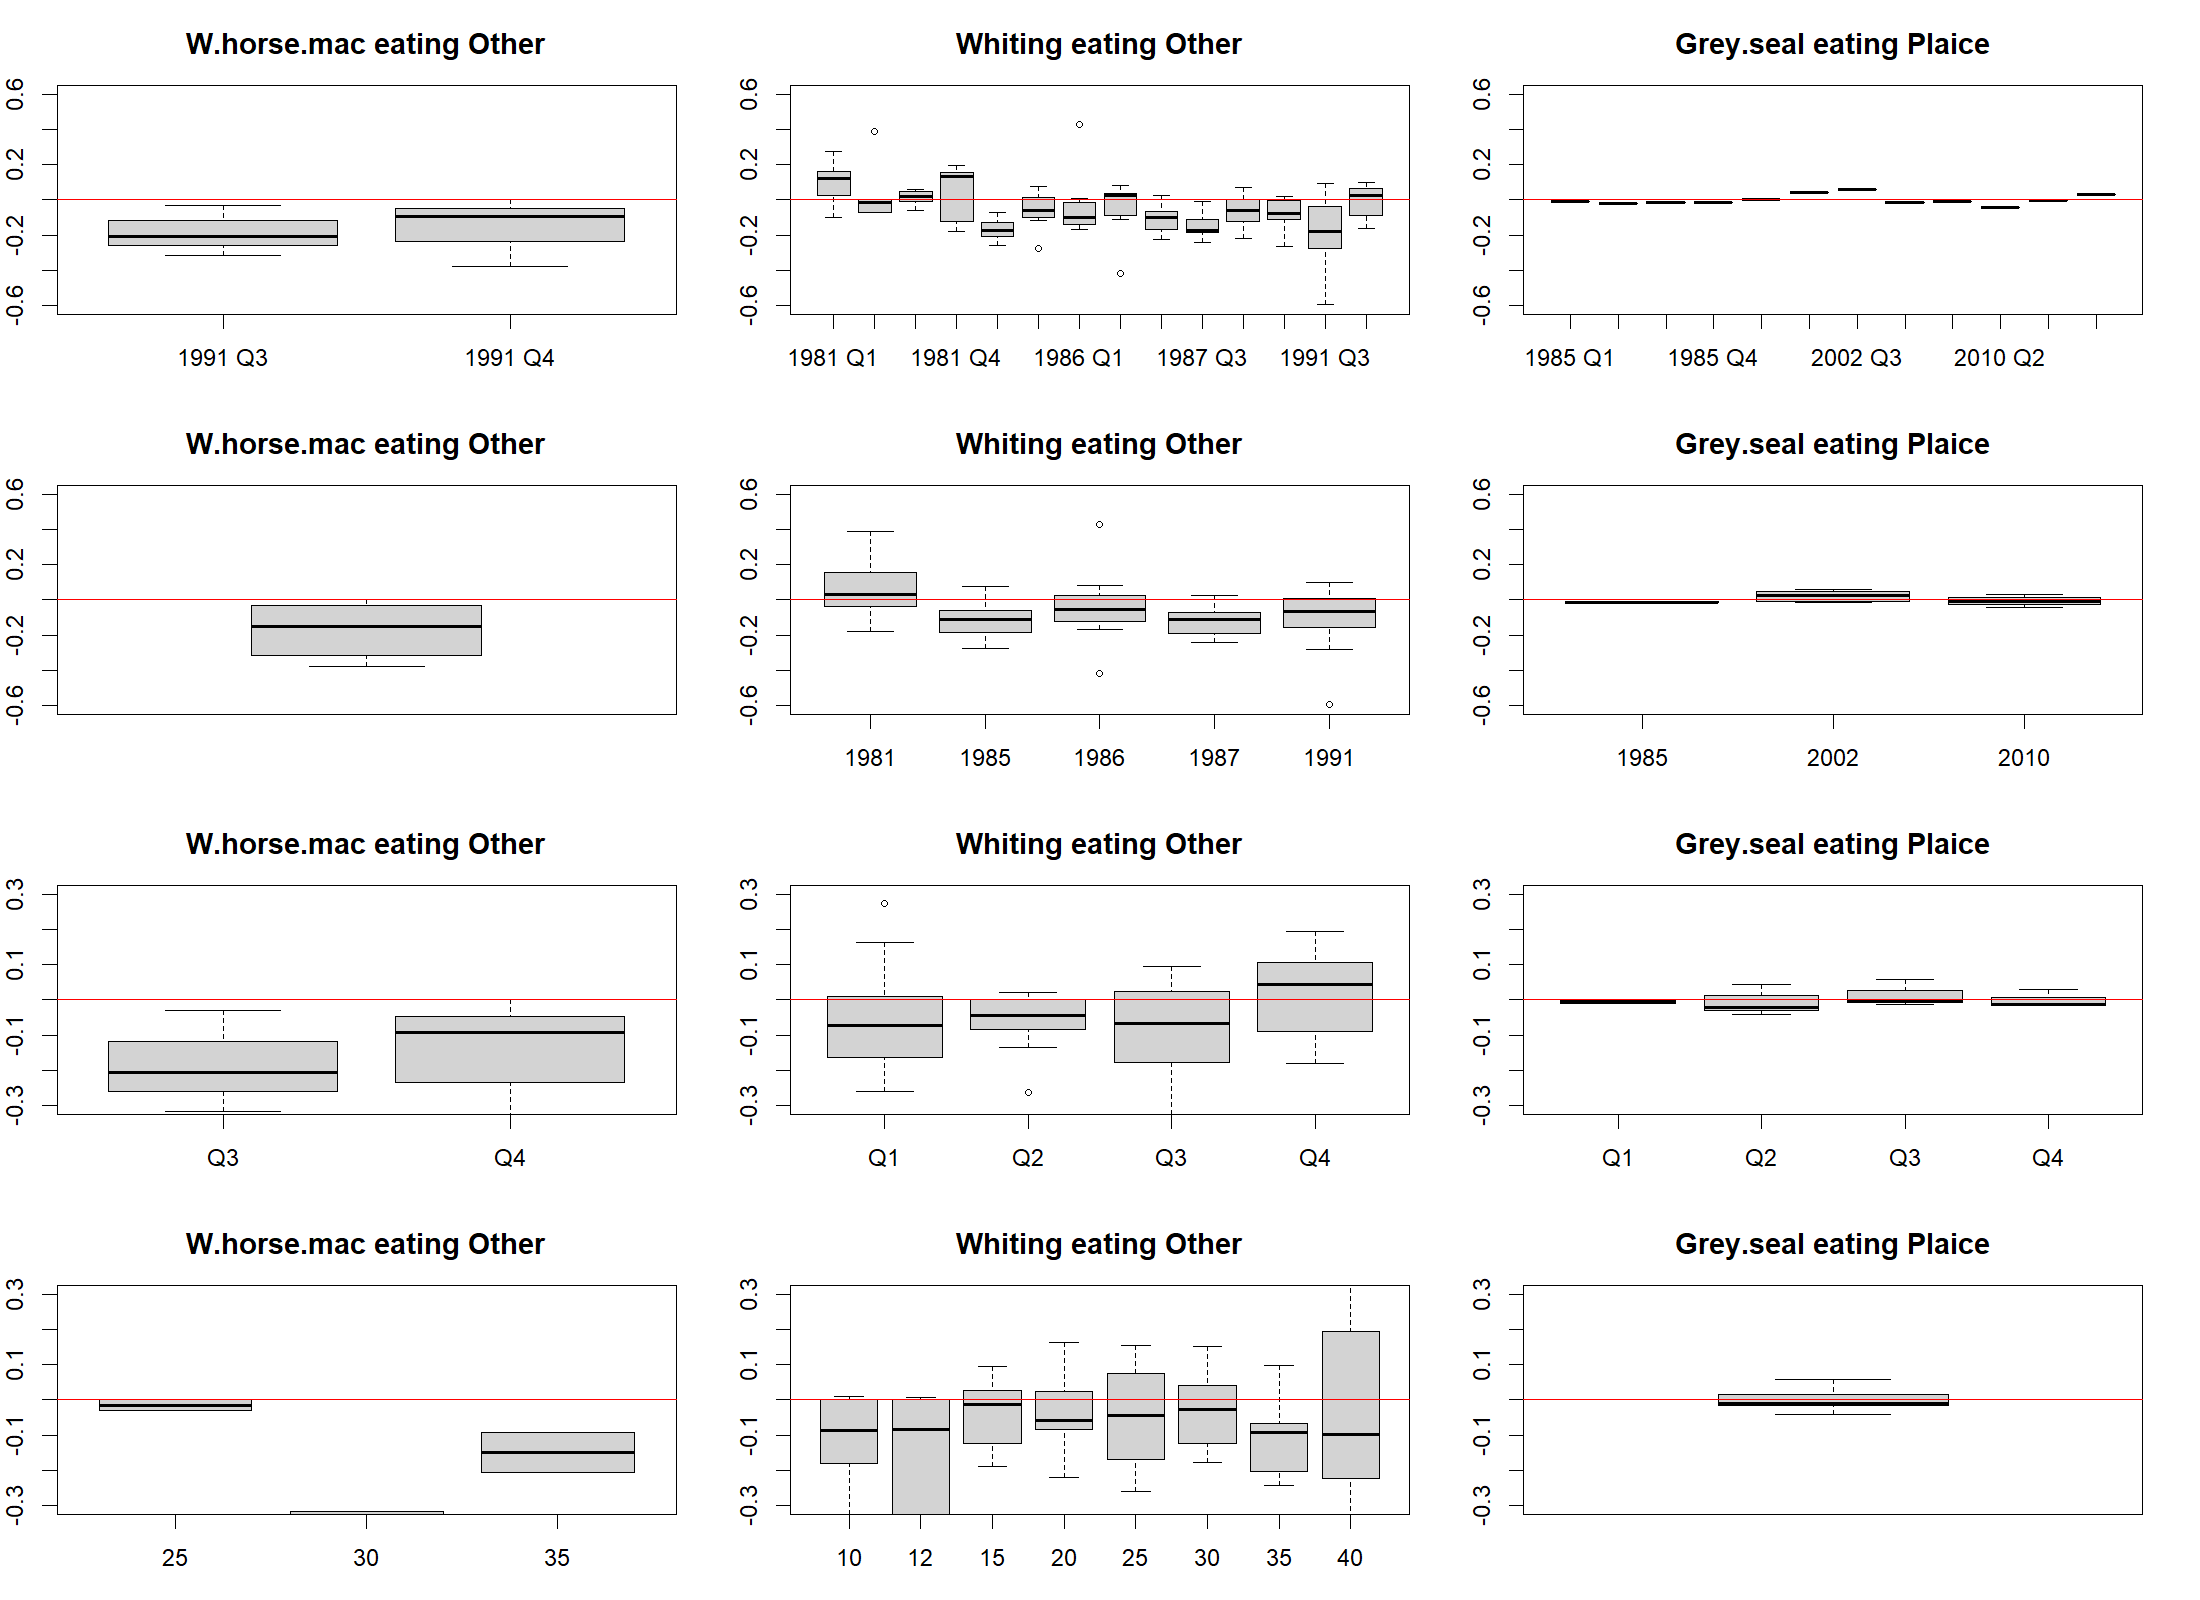 W.horse.mac eating Other
Whiting eating Other
Grey.seal eating Plaice
0.6
0.2
-0.2
-0.6
1991 Q3
1991 Q4
0.6
0.2
-0.2
-0.6
1981 Q1
1981 Q4
1986 Q1
1987 Q3
1991 Q3
0.6
0.2
-0.2
-0.6
1985 Q1
1985 Q4
2002 Q3
2010 Q2
W.horse.mac eating Other
Whiting eating Other
Grey.seal eating Plaice
0.6
0.2
-0.2
-0.6
0.6
0.2
-0.2
-0.6
1981
1985
1986
1987
1991
0.6
0.2
-0.2
-0.6
1985
2002
2010
W.horse.mac eating Other
Whiting eating Other
Grey.seal eating Plaice
0.3
0.1
-0.1
-0.3
Q3
Q4
0.3
0.1
-0.1
-0.3
Q1
Q2
Q3
Q4
0.3
0.1
-0.1
-0.3
Q1
Q2
Q3
Q4
W.horse.mac eating Other
Whiting eating Other
Grey.seal eating Plaice
0.3
0.1
-0.1
-0.3
25
30
35
0.3
0.1
-0.1
-0.3
10
12
15
20
25
30
35
40
0.3
0.1
-0.1
-0.3